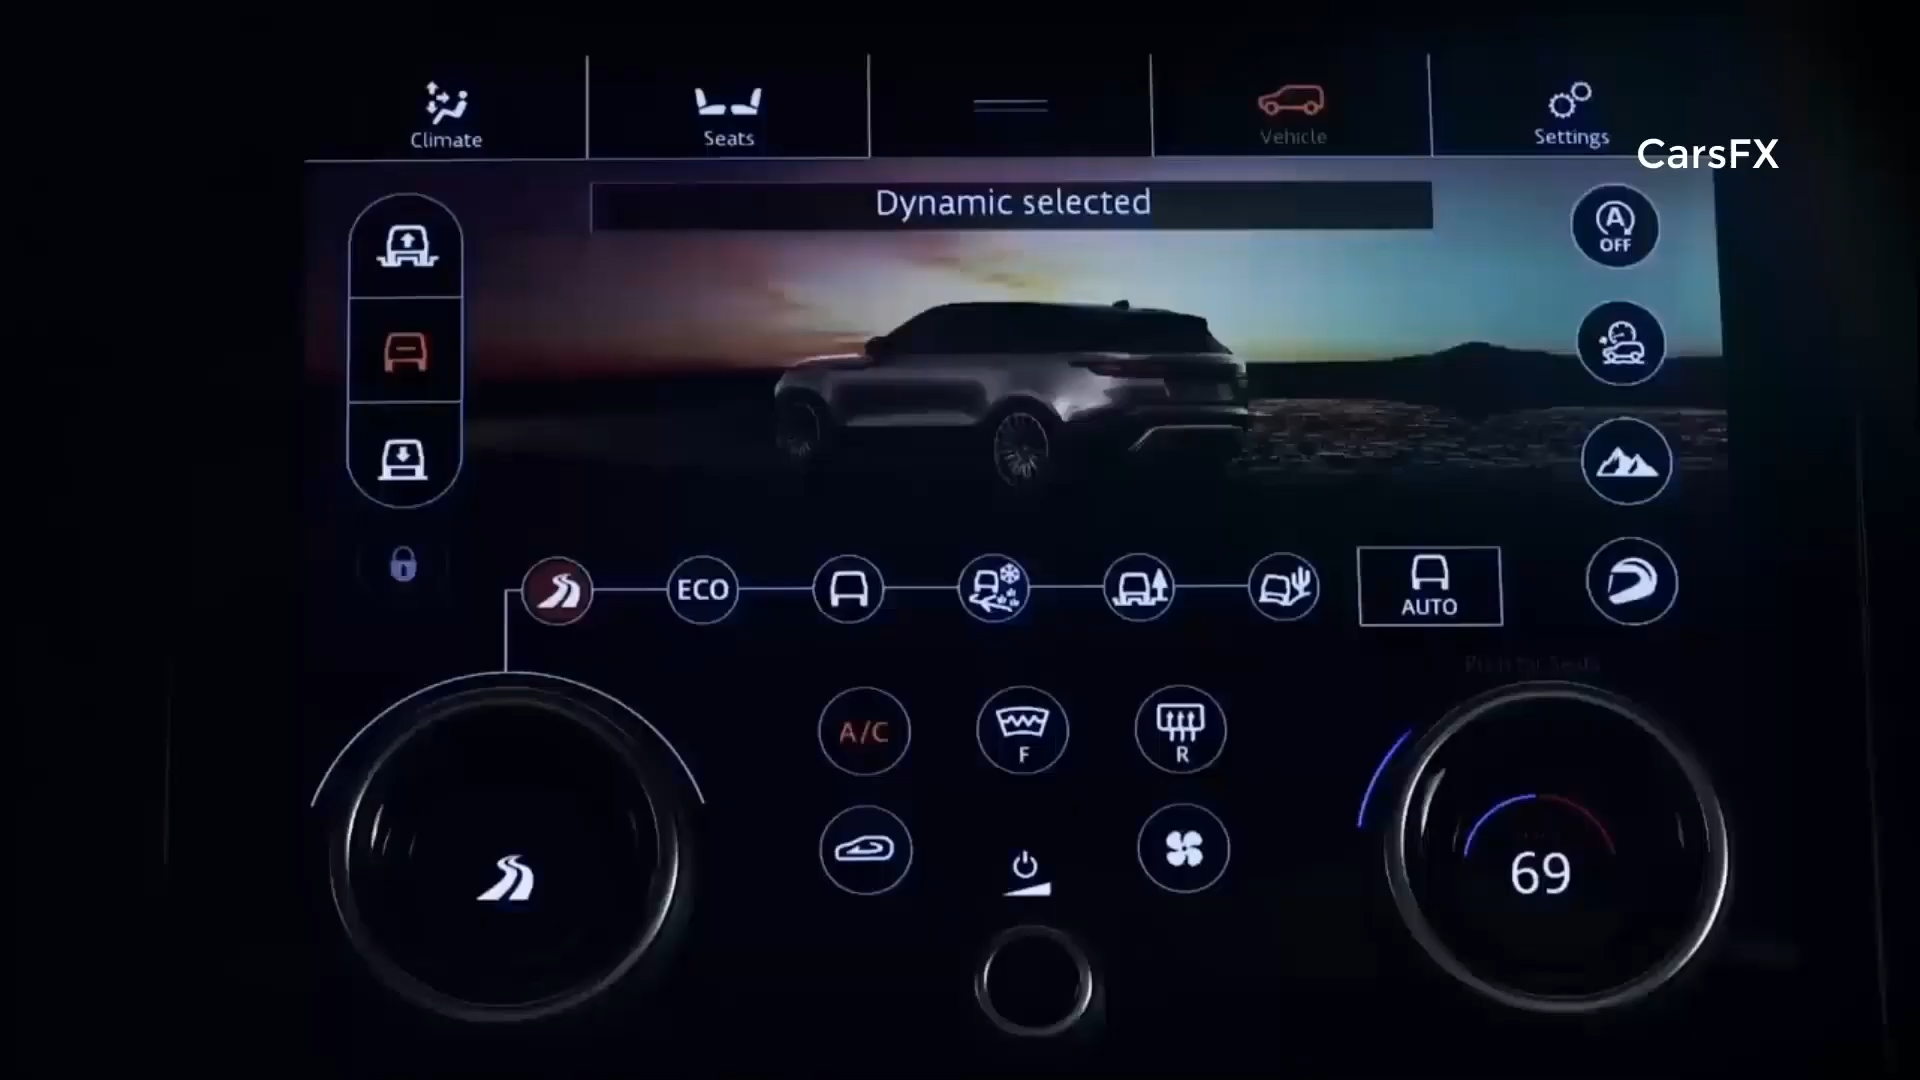 Climate
Seats
Vehicle
Settings
CarsFX
Dynamic selected
A
OFF
ECO
AUTO
A/C
F
R
69